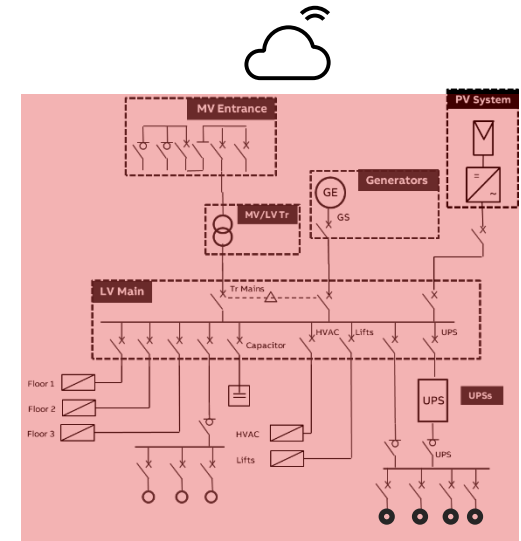 PV System
MV Entrance
Generators
GE
GS
MV/LV Tr
LV Main
Tr Mains
HVAC
Lifts
UPS
Capacitor
Floor 1
Floor 2
Floor 3
UPS
UPSs
HVAC
UPS
Lifts
=
~